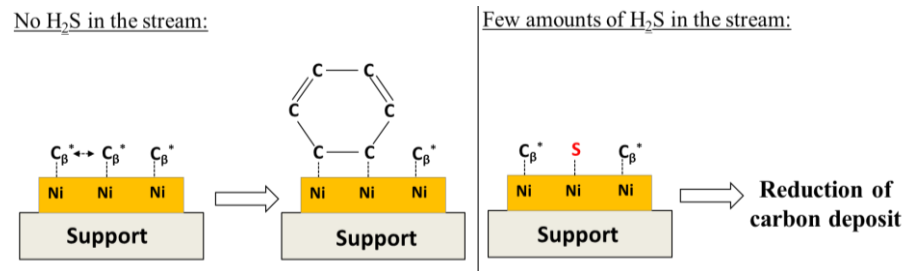 No H₂S in the stream:
Few amounts of H₂S in the stream:
C C
C C
C C
Cβ* Cβ* Cβ*
Cβ*
Cβ* S Cβ*
Ni Ni Ni
Ni Ni Ni
Ni Ni Ni
Support
Support
Support
Reduction of
carbon deposit